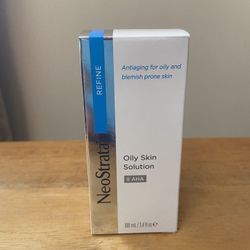 REFINE
NeoStrata
Antiaging for oily and
blemish prone skin
Oily Skin
Solution
8 AHA
100 mL / 3.4 fl oz